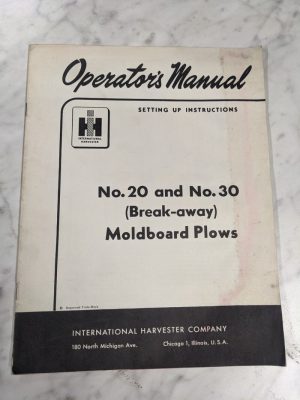 Operator's Manual
SETTING UP INSTRUCTIONS
IH
INTERNATIONAL
HARVESTER
No. 20 and No. 30
(Break-away)
Moldboard Plows
INTERNATIONAL HARVESTER COMPANY
180 North Michigan Ave. Chicago 1, Illinois, U.S.A.